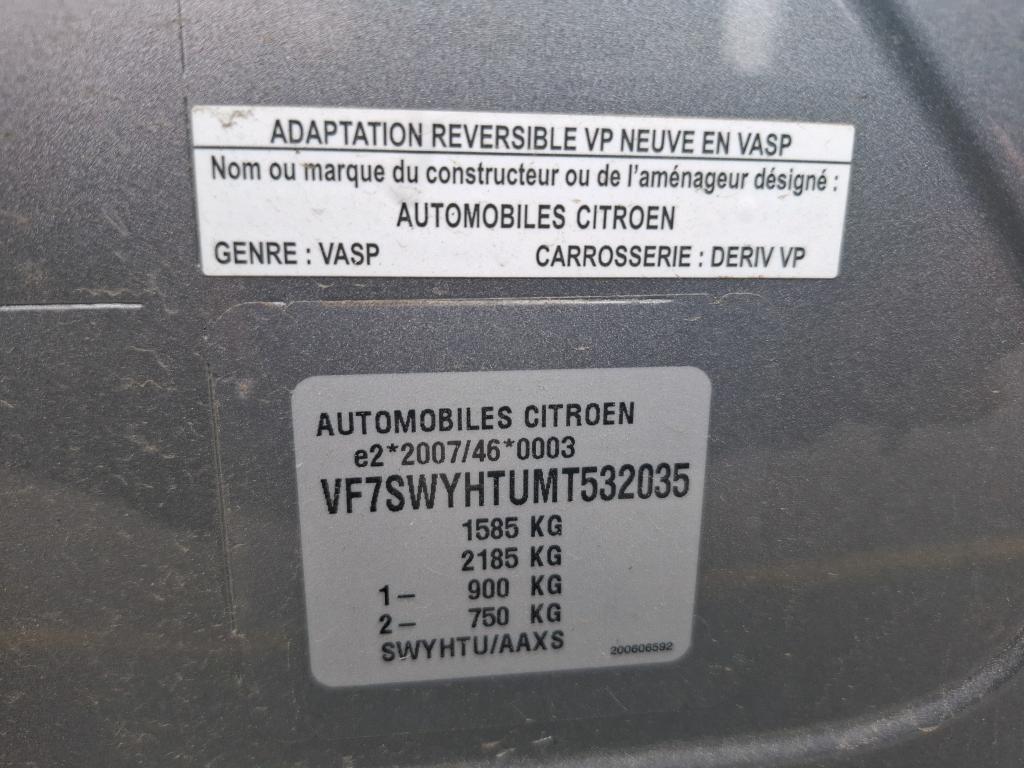 ADAPTATION REVERSIBLE VP NEUVE EN VASP
Nom ou marque du constructeur ou de l'aménageur désigné :
AUTOMOBILES CITROEN
GENRE : VASP CARROSSERIE : DERIV VP
AUTOMOBILES CITROEN
e2*2007/46*0003
VF7SWYHTUMT532035
1585 KG
2185 KG
1– 900 KG
2– 750 KG
SWYHTU/AAXS 200606592